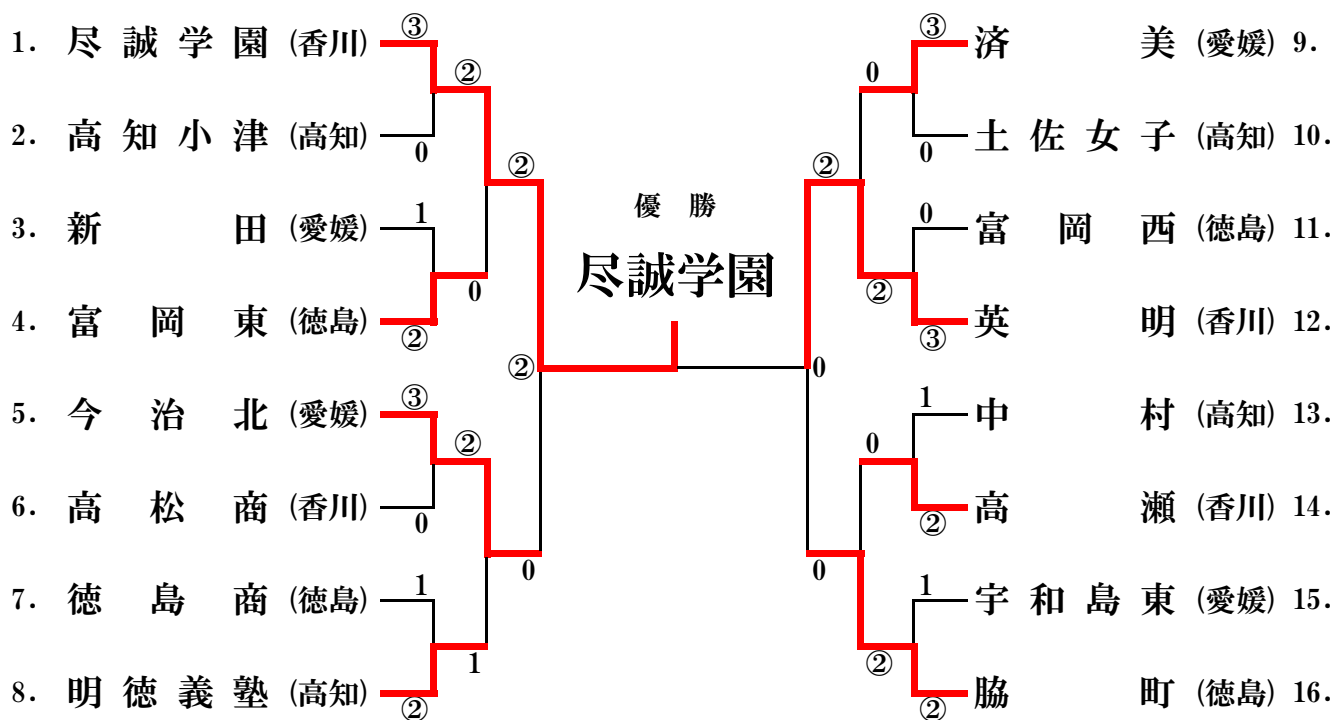 1. 尽誠学園 (香川) ③
②
2. 高知小津 (高知) 0
②
3. 新田 (愛媛) 1
0
4. 富岡東 (徳島) ②
②
5. 今治北 (愛媛) ③
②
6. 高松商 (香川) 0
0
7. 徳島商 (徳島) 1
1
8. 明徳義塾 (高知) ②
優勝
尽誠学園
③ 済美 (愛媛) 9.
0
0 土佐女子 (高知) 10.
②
0 富岡西 (徳島) 11.
②
③ 英明 (香川) 12.
0
1 中村 (高知) 13.
0
② 高瀬 (香川) 14.
0
1 宇和島東 (愛媛) 15.
②
② 脇町 (徳島) 16.